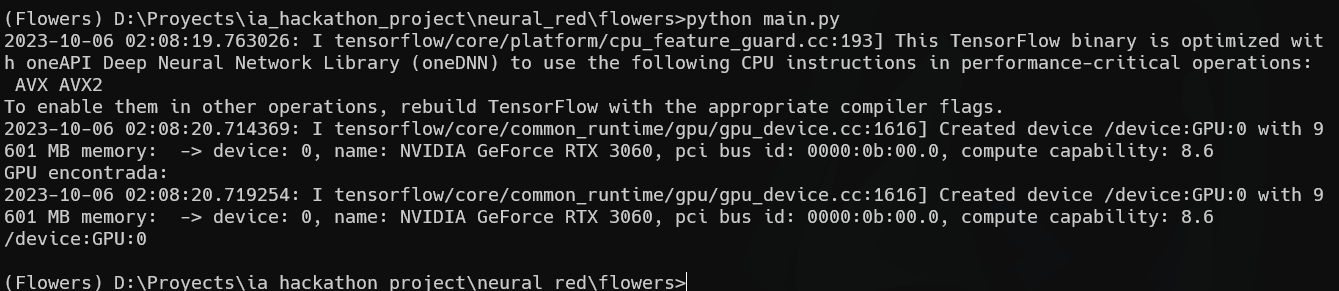 (Flowers) D:\Proyects\ia_hackathon_project\neural_red\flowers>python main.py
2023-10-06 02:08:19.763026: I tensorflow/core/platform/cpu_feature_guard.cc:193] This TensorFlow binary is optimized wit
h oneAPI Deep Neural Network Library (oneDNN) to use the following CPU instructions in performance-critical operations:
 AVX AVX2
To enable them in other operations, rebuild TensorFlow with the appropriate compiler flags.
2023-10-06 02:08:20.714369: I tensorflow/core/common_runtime/gpu/gpu_device.cc:1616] Created device /device:GPU:0 with 9
601 MB memory:  -> device: 0, name: NVIDIA GeForce RTX 3060, pci bus id: 0000:0b:00.0, compute capability: 8.6
GPU encontrada:
2023-10-06 02:08:20.719254: I tensorflow/core/common_runtime/gpu/gpu_device.cc:1616] Created device /device:GPU:0 with 9
601 MB memory:  -> device: 0, name: NVIDIA GeForce RTX 3060, pci bus id: 0000:0b:00.0, compute capability: 8.6
/device:GPU:0
(Flowers) D:\Proyects\ia_hackathon_project\neural_red\flowers>